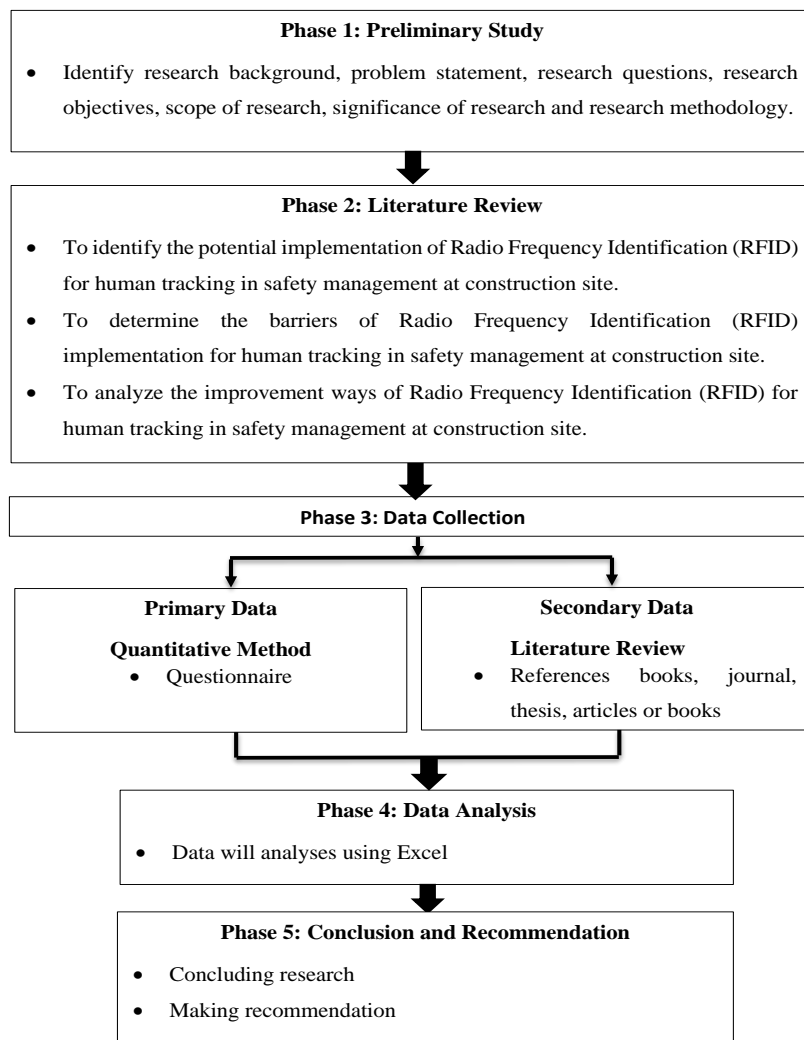 Phase 1: Preliminary Study
• Identify research background, problem statement, research questions, research
objectives, scope of research, significance of research and research methodology.
Phase 2: Literature Review
• To identify the potential implementation of Radio Frequency Identification (RFID)
for human tracking in safety management at construction site.
• To determine the barriers of Radio Frequency Identification (RFID)
implementation for human tracking in safety management at construction site.
• To analyze the improvement ways of Radio Frequency Identification (RFID) for
human tracking in safety management at construction site.
Phase 3: Data Collection
Primary Data
Quantitative Method
• Questionnaire
Secondary Data
Literature Review
• References books, journal,
thesis, articles or books
Phase 4: Data Analysis
• Data will analyses using Excel
Phase 5: Conclusion and Recommendation
• Concluding research
• Making recommendation